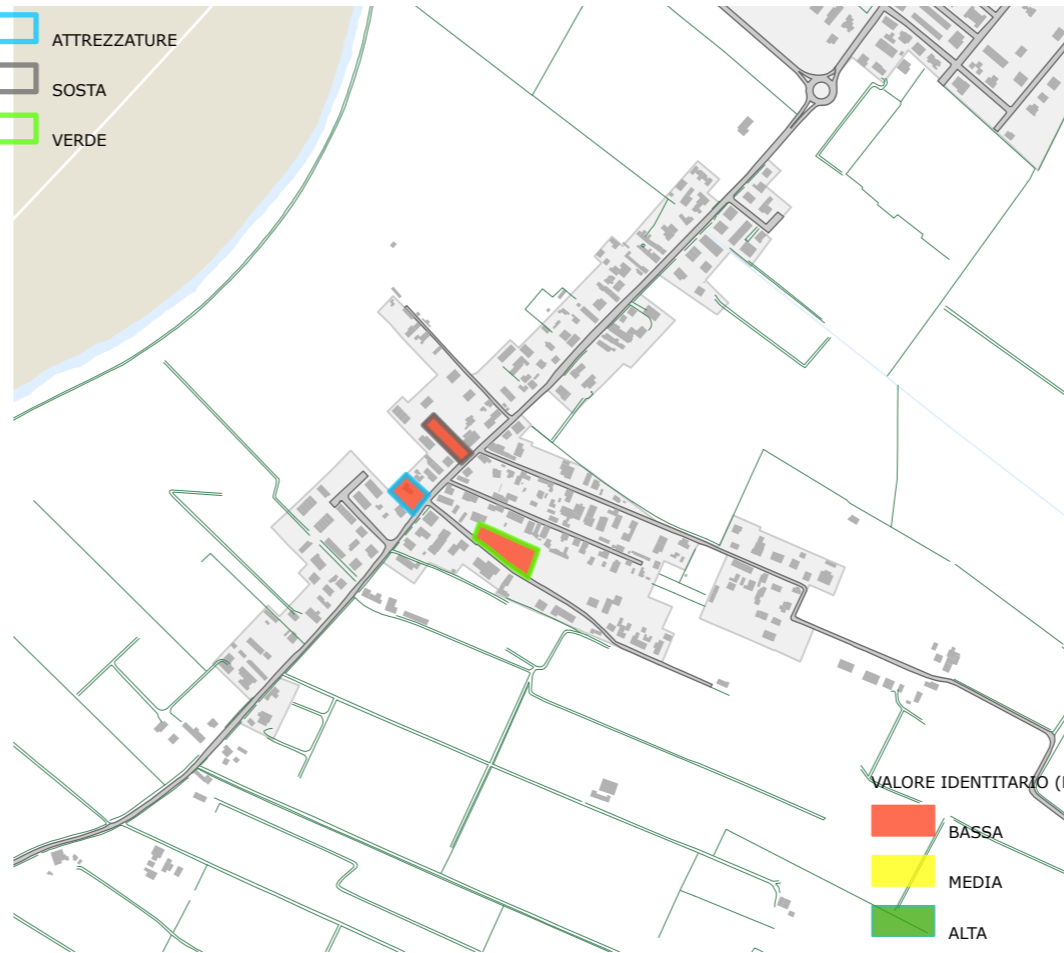 ATTREZZATURE
SOSTA
VERDE
VALORE IDENTITARIO (
BASSA
MEDIA
ALTA